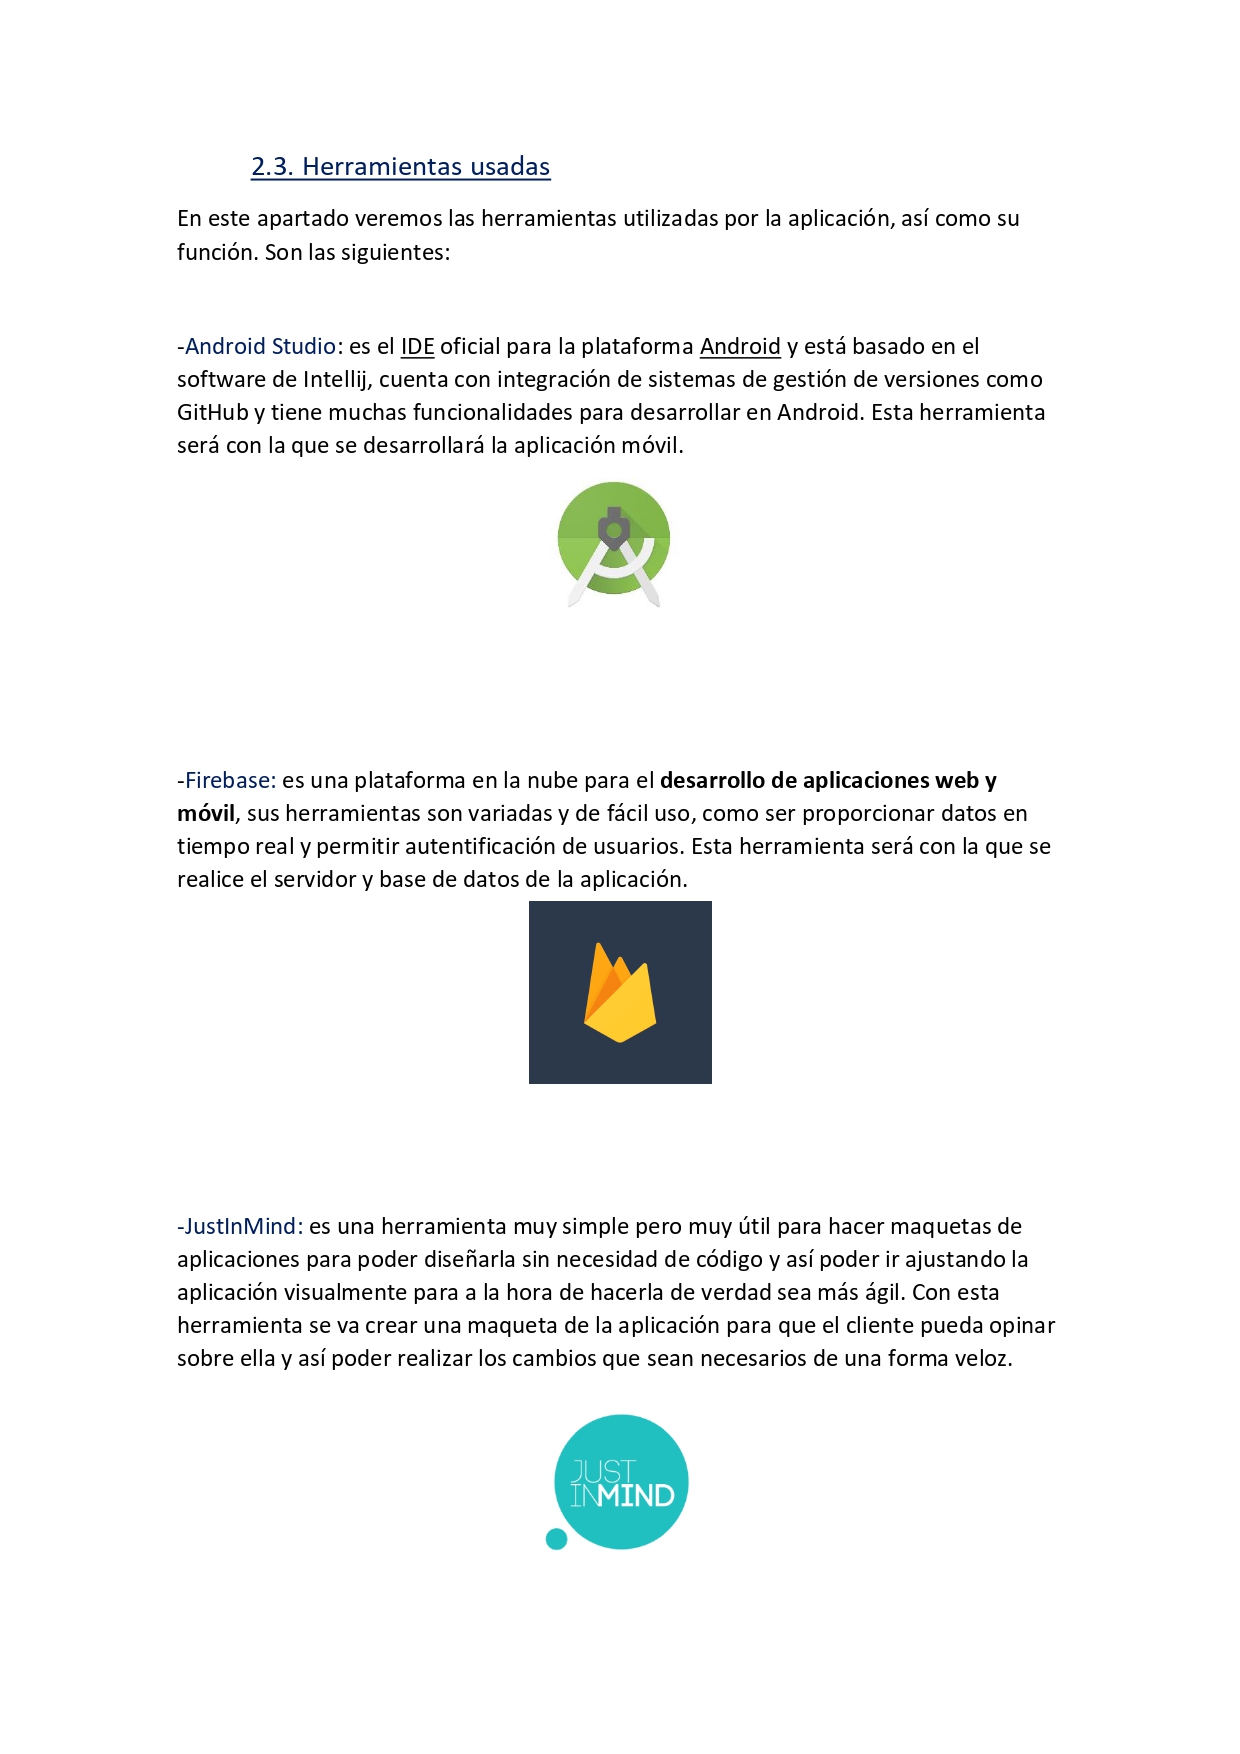 2.3. Herramientas usadas
En este apartado veremos las herramientas utilizadas por la aplicación, así como su
función. Son las siguientes:
-Android Studio: es el IDE oficial para la plataforma Android y está basado en el
software de Intellij, cuenta con integración de sistemas de gestión de versiones como
GitHub y tiene muchas funcionalidades para desarrollar en Android. Esta herramienta
será con la que se desarrollará la aplicación móvil.
-Firebase: es una plataforma en la nube para el desarrollo de aplicaciones web y
móvil, sus herramientas son variadas y de fácil uso, como ser proporcionar datos en
tiempo real y permitir autentificación de usuarios. Esta herramienta será con la que se
realice el servidor y base de datos de la aplicación.
-JustInMind: es una herramienta muy simple pero muy útil para hacer maquetas de
aplicaciones para poder diseñarla sin necesidad de código y así poder ir ajustando la
aplicación visualmente para a la hora de hacerla de verdad sea más ágil. Con esta
herramienta se va crear una maqueta de la aplicación para que el cliente pueda opinar
sobre ella y así poder realizar los cambios que sean necesarios de una forma veloz.
JUST
INMIND